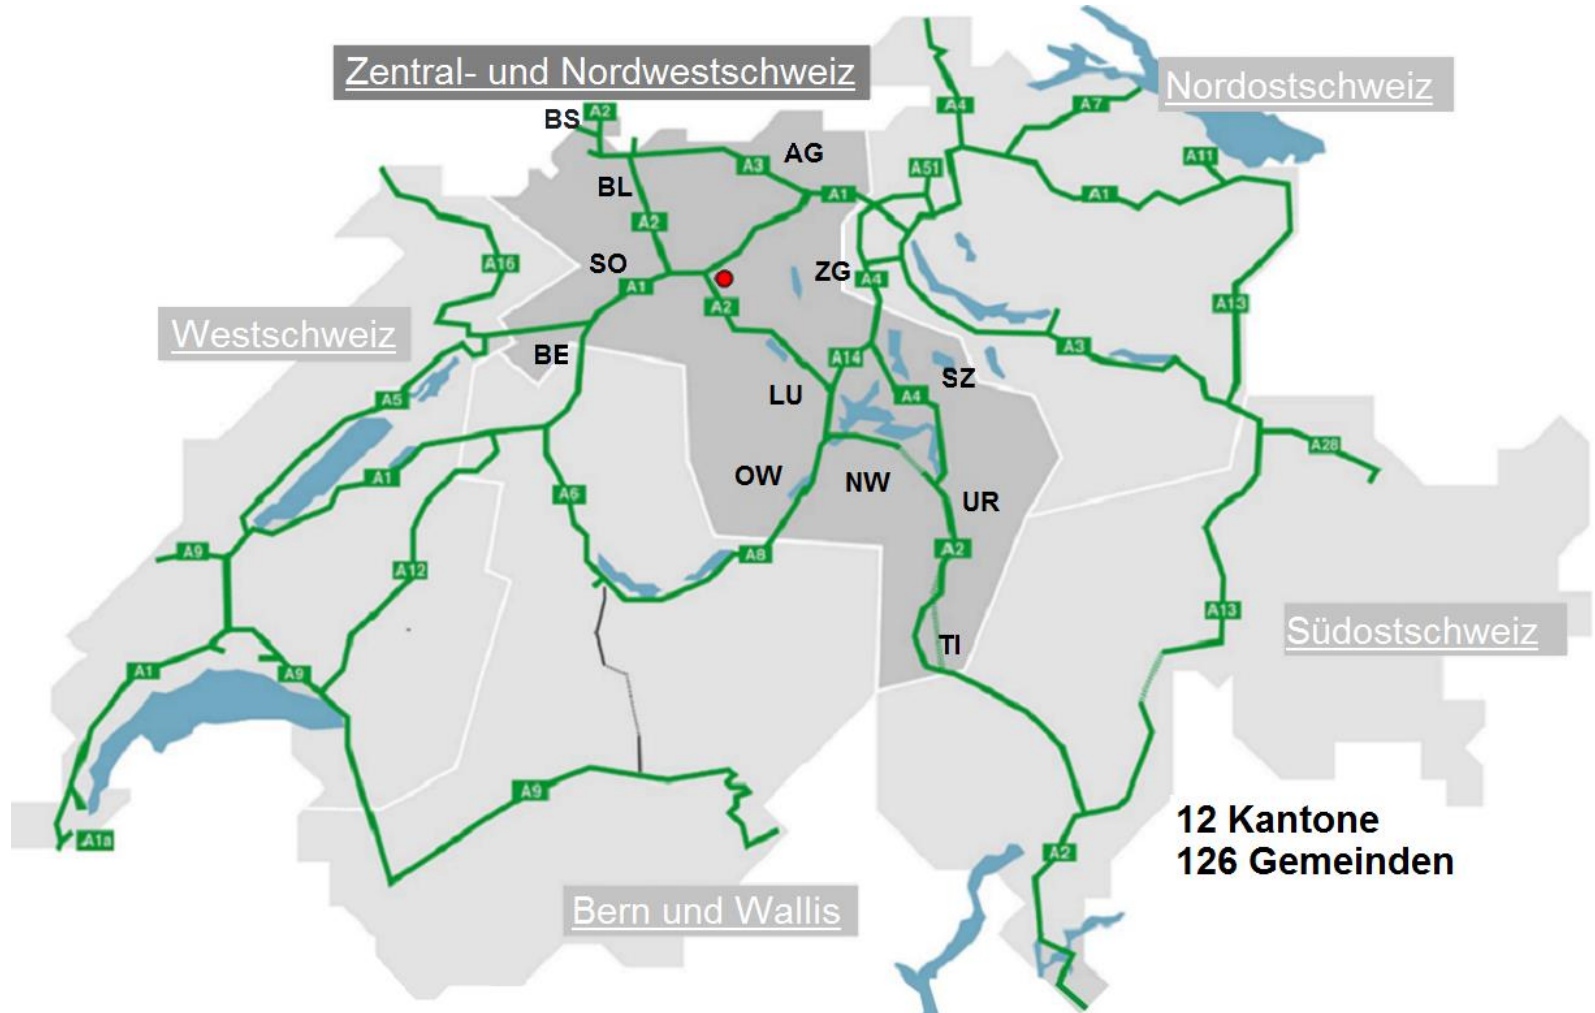 Zentral- und Nordwestschweiz
Nordostschweiz
BS
A2
A4
A7
AG
A3
A51
A11
BL
A1
A1
A2
A16
SO
ZG
A4
A1
A2
A13
Westschweiz
BE
A14
A3
SZ
A5
LU
A4
A28
A1
OW
NW
A6
UR
A9
A12
A8
A2
A13
Südostschweiz
TI
A1
A9
A9
12 Kantone
126 Gemeinden
A1a
A2
Bern und Wallis